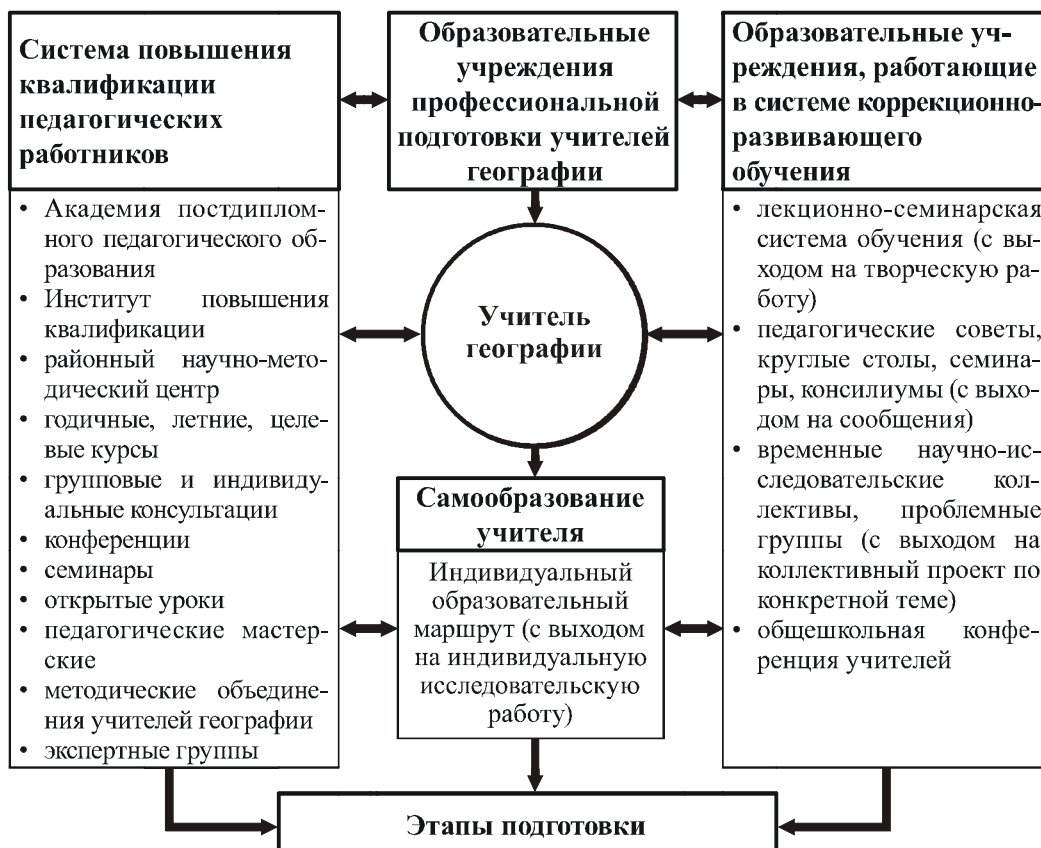 Система повышения
квалификации
педагогических
работников
• Академия постдиплом-
ного педагогического об-
разования
• Институт повышения
квалификации
• районный научно-ме-
тодический центр
• годичные, летние, целе-
вые курсы
• групповые и индивиду-
альные консультации
• конференции
• семинары
• открытые уроки
• педагогические мастер-
ские
• методические объедине-
ния учителей географии
• экспертные группы
Образовательные
учреждения
профессиональной
подготовки учителей
географии
Учитель
географии
Самообразование
учителя
Индивидуальный
образовательный
маршрут (с выходом
на индивидуальную
исследовательскую
работу)
Образовательные уч-
реждения, работающие
в системе коррекционно-
развивающего
обучения
• лекционно-семинарская
система обучения (с вы-
ходом на творческую ра-
боту)
• педагогические советы,
круглые столы, семина-
ры, консилиумы (с выхо-
дом на сообщения)
• временные научно-ис-
следовательские кол-
лективы, проблемные
группы (с выходом на
коллективный проект по
конкретной теме)
• общешкольная конфе-
ренция учителей
Этапы подготовки